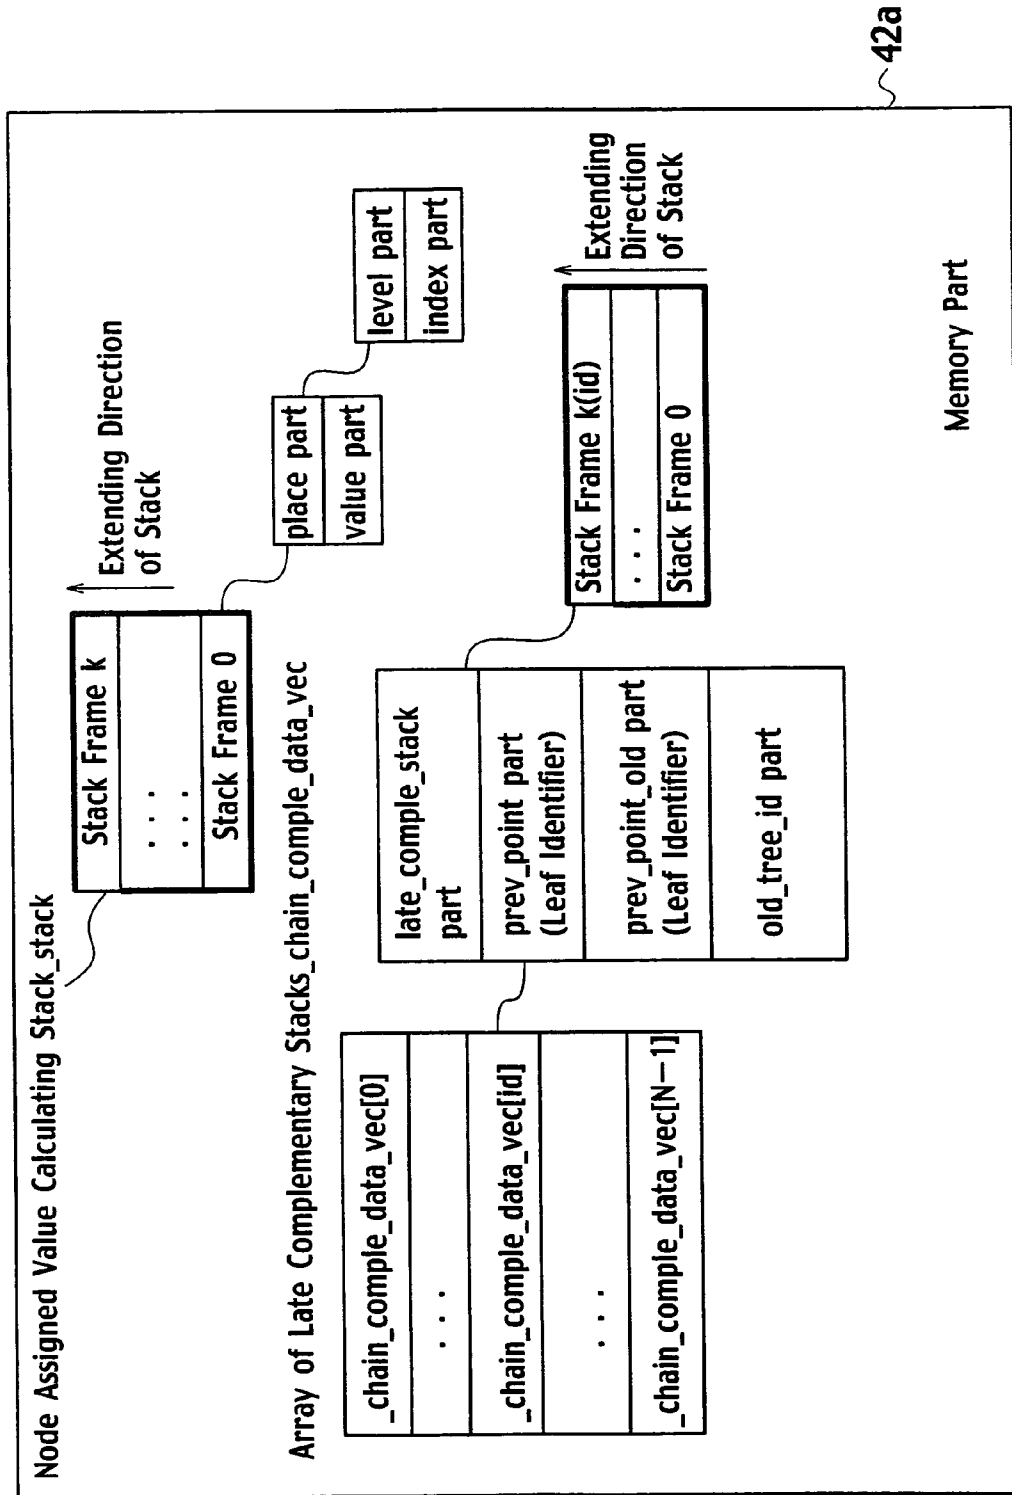 Node Assigned Value Calculating Stack_stack
Stack Frame k
. . .
. . .
Stack Frame 0
Extending Direction
of Stack
place part
value part
level part
index part
Array of Late Complementary Stacks_chain_comple_data_vec
_chain_comple_data_vec[0]
. . .
_chain_comple_data_vec[id]
. . .
_chain_comple_data_vec[N−1]
late_comple_stack
part
prev_point part
(Leaf Identifier)
prev_point_old part
(Leaf Identifier)
old_tree_id part
Stack Frame k(id)
. . .
Stack Frame 0
Extending
Direction
of Stack
Memory Part
42a